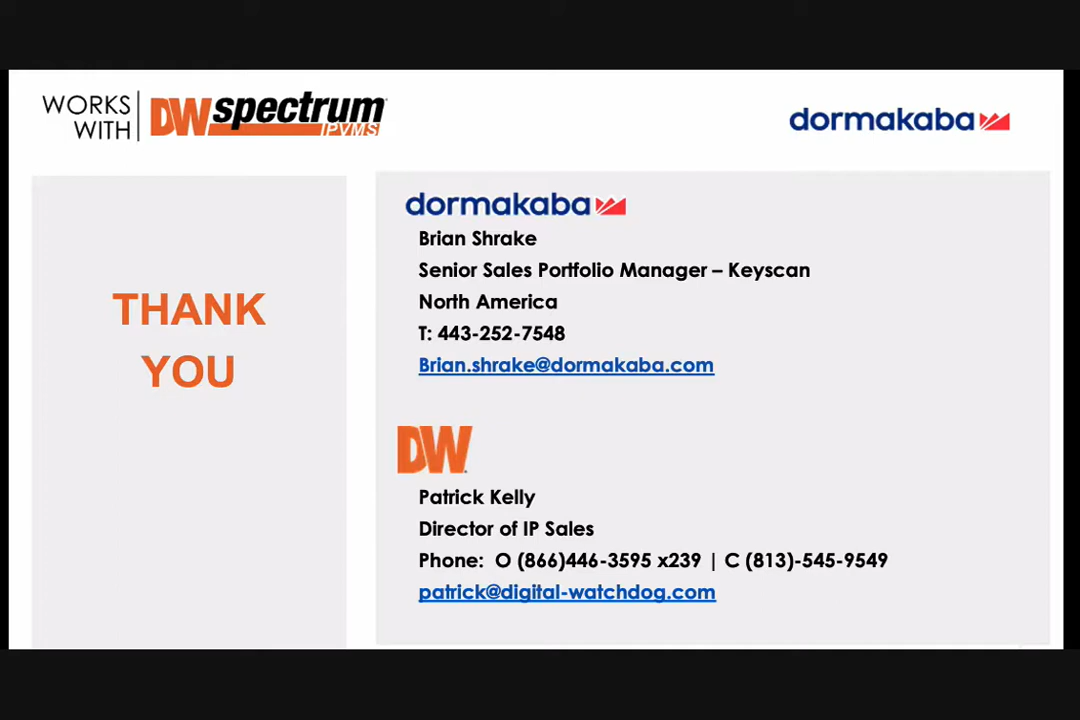 WORKS
WITH
DW spectrum
IPVMS
dormakaba
THANK
YOU
dormakaba
Brian Shrake
Senior Sales Portfolio Manager – Keyscan
North America
T: 443-252-7548
Brian.shrake@dormakaba.com
DW
Patrick Kelly
Director of IP Sales
Phone:  O (866)446-3595 x239 | C (813)-545-9549
patrick@digital-watchdog.com